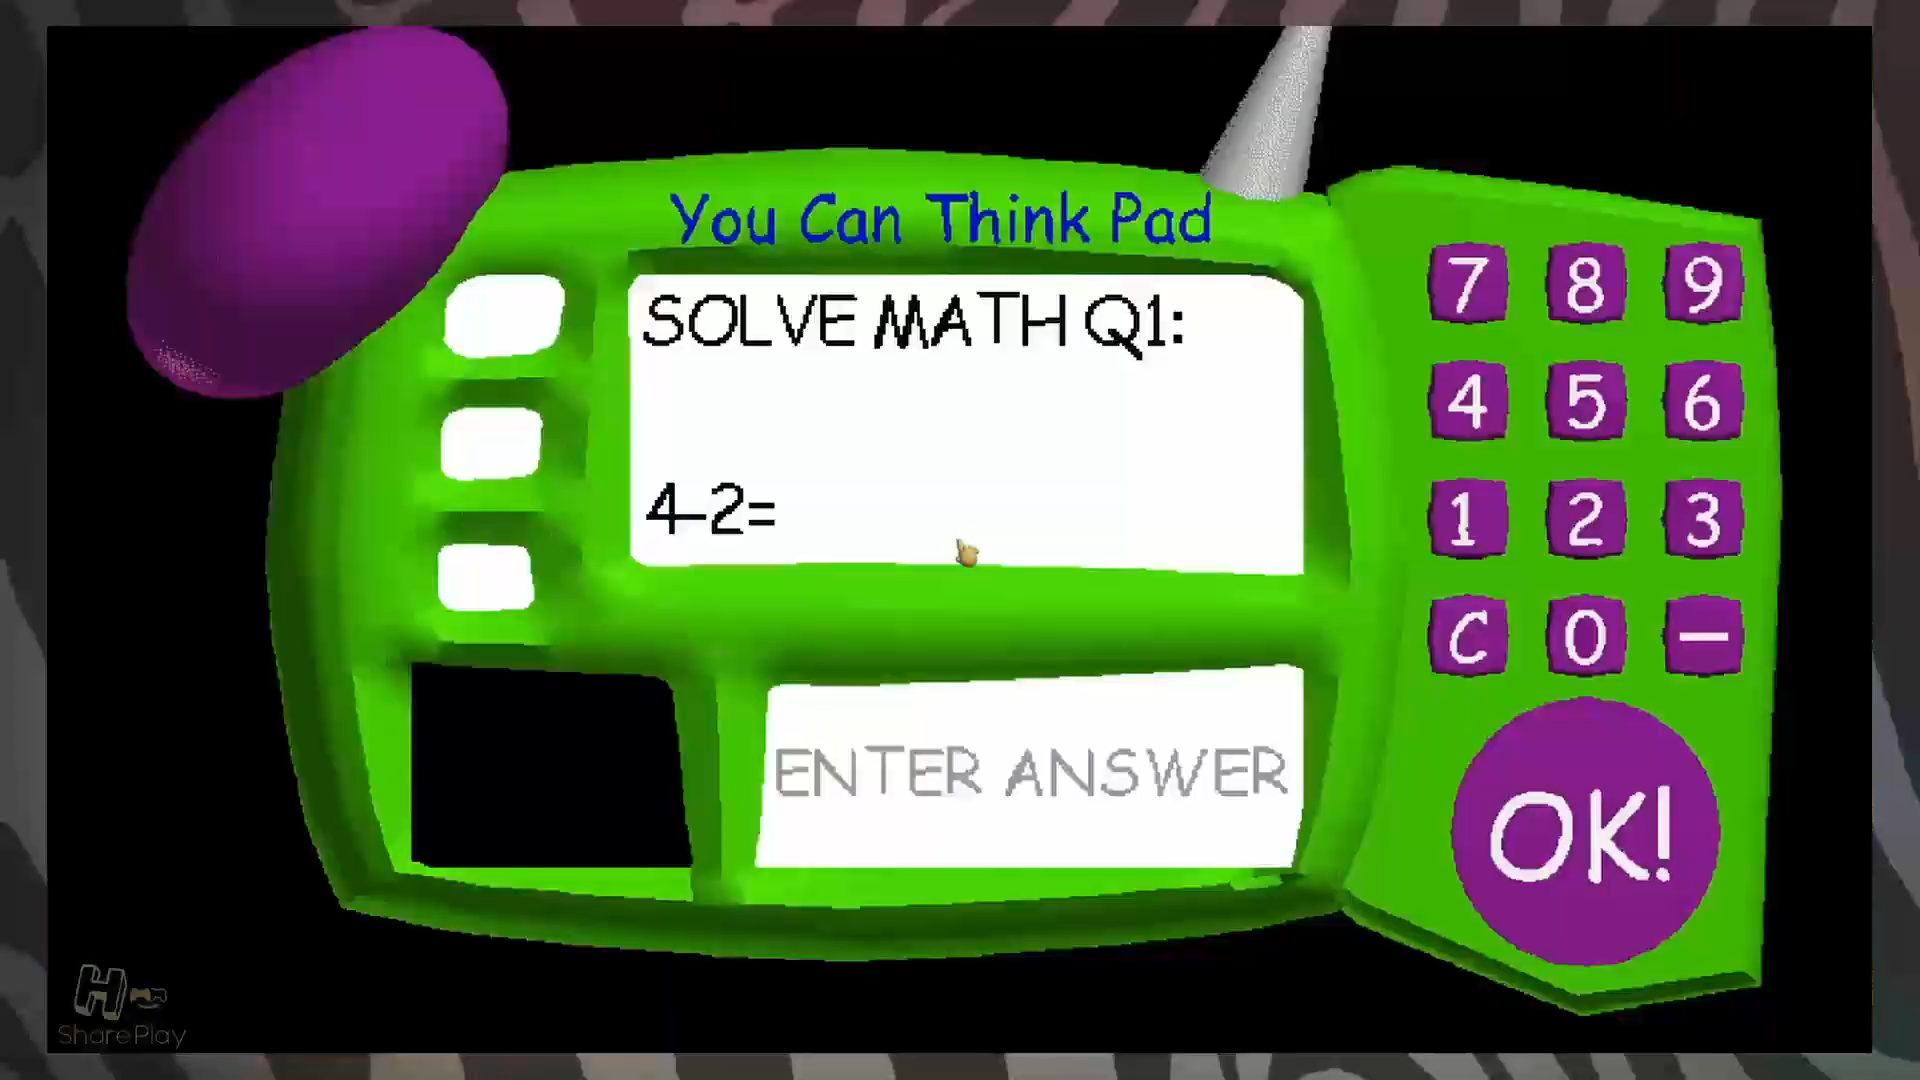 You Can Think Pad
SOLVE MATH Q1:
4-2=
ENTER ANSWER
7 8 9
4 5 6
1 2 3
C 0 −
OK!
H
SharePlay